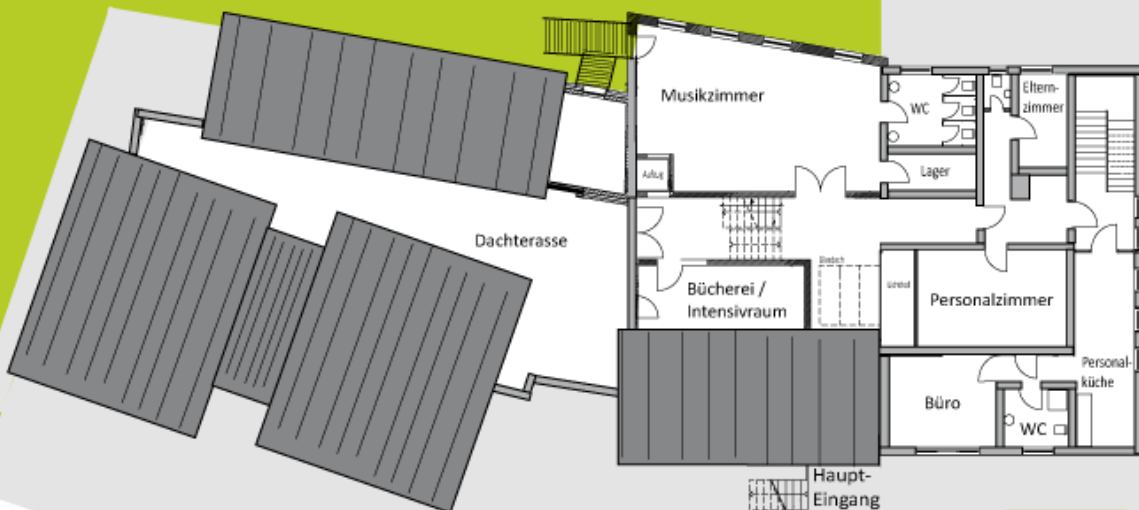 Musikzimmer
WC
Eltern-
zimmer
Aufzug
Lager
Dachterasse
Bücherei /
Intensivraum
Personalzimmer
Personal-
küche
Büro
WC
Haupt-
Eingang